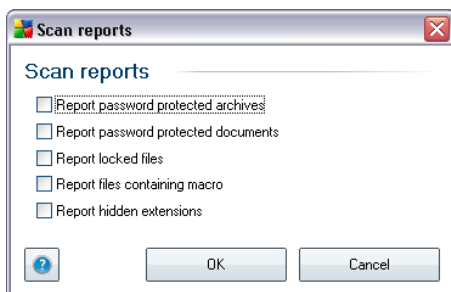 Scan reports
Scan reports
Report password protected archives
Report password protected documents
Report locked files
Report files containing macro
Report hidden extensions
?
OK
Cancel